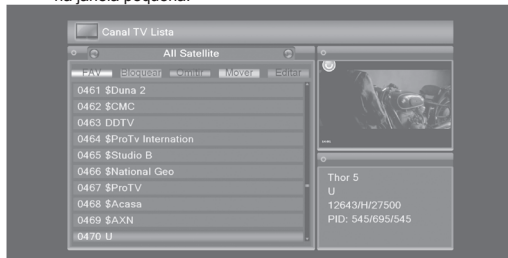 na janela pequena.
Canal TV Lista
All Satellite
FAV Bloquear Omitir Mover Editar
0461 $Duna 2
0462 $CMC
0463 DDTV
0464 $ProTv Internation
0465 $Studio B
0466 $National Geo
0467 $ProTV
0468 $Acasa
0469 $AXN
0470 U
Thor 5
U
12643/H/27500
PID: 545/695/545